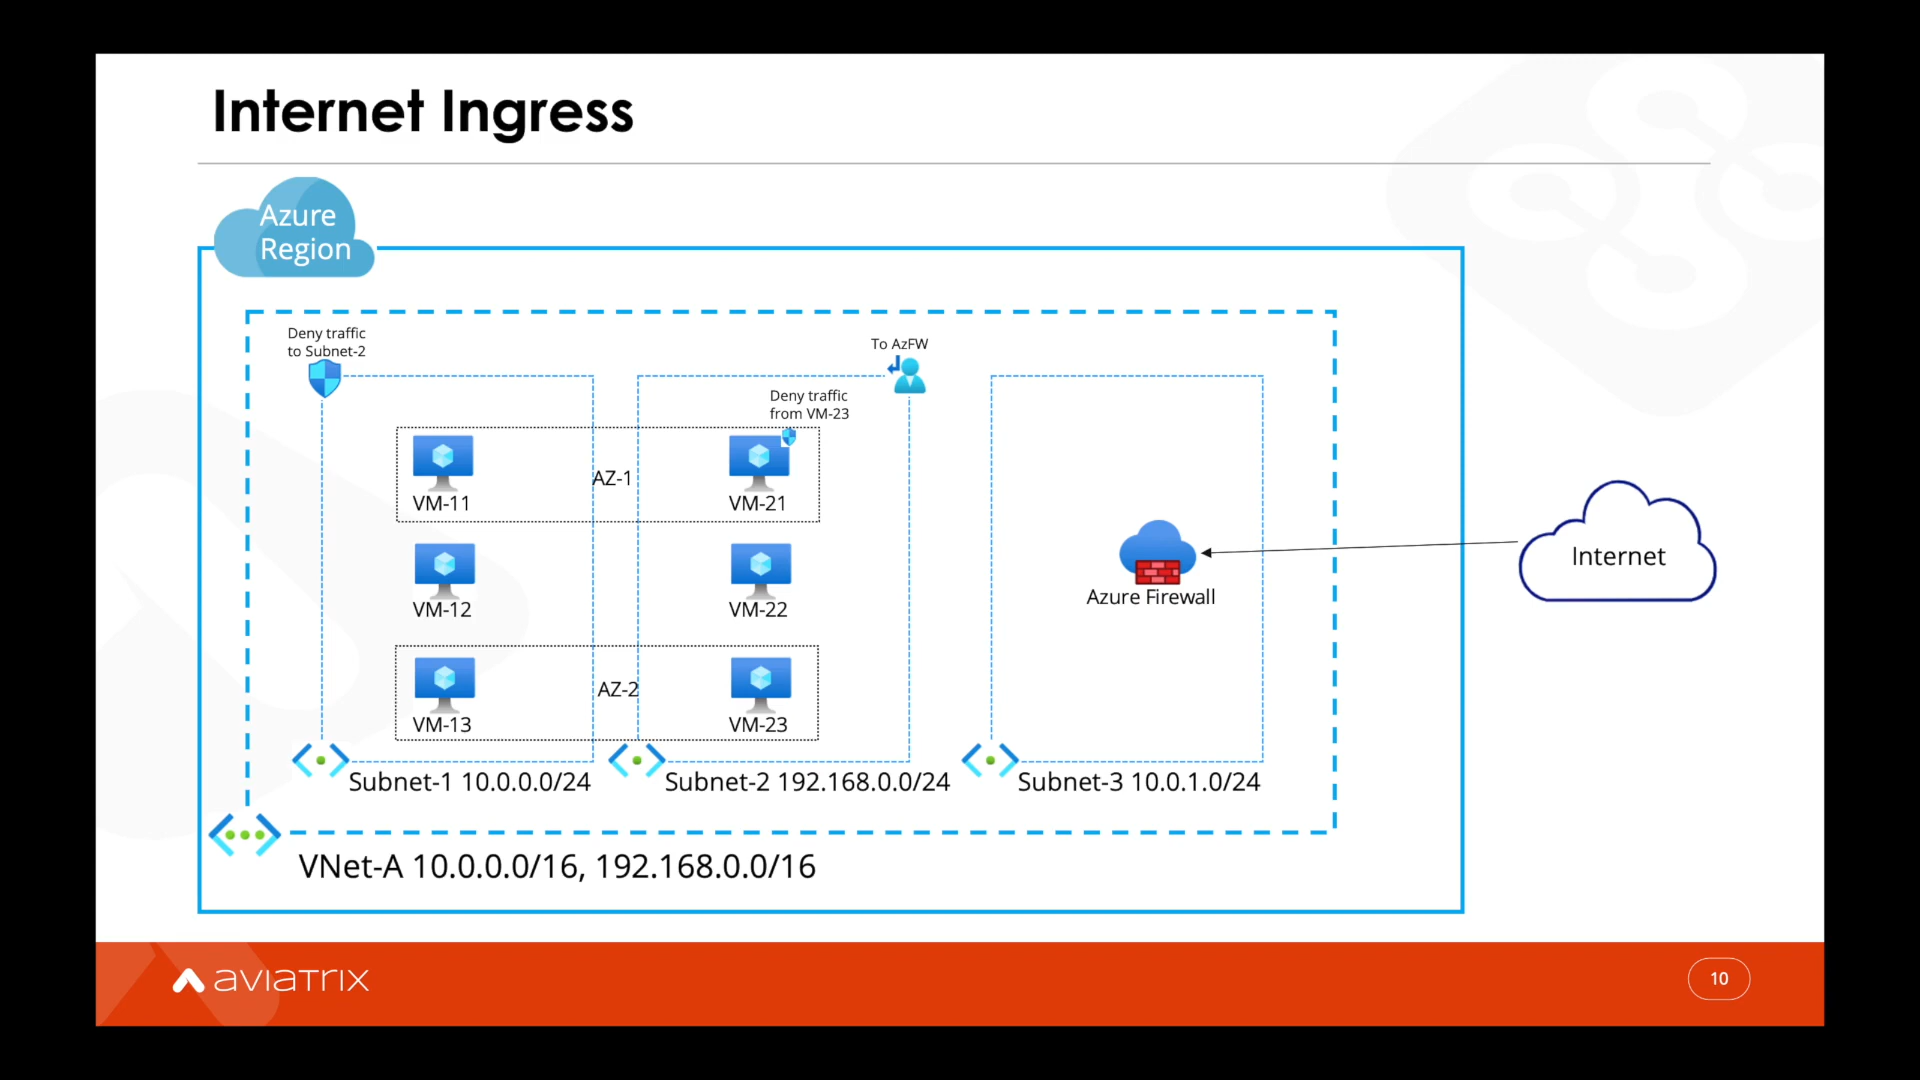 Internet Ingress
Azure
Region
Deny traffic
to Subnet-2
To AzFW
Deny traffic
from VM-23
AZ-1
VM-11
VM-21
VM-12
VM-22
AZ-2
VM-13
VM-23
Azure Firewall
Internet
Subnet-1 10.0.0.0/24
Subnet-2 192.168.0.0/24
Subnet-3 10.0.1.0/24
VNet-A 10.0.0.0/16, 192.168.0.0/16
aviatrix
10